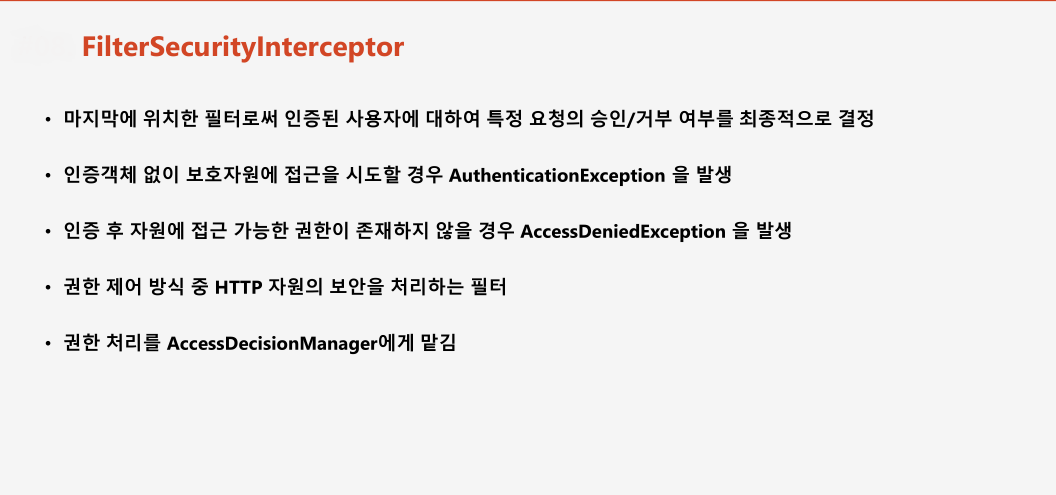 FilterSecurityInterceptor
• 마지막에 위치한 필터로써 인증된 사용자에 대하여 특정 요청의 승인/거부 여부를 최종적으로 결정
• 인증객체 없이 보호자원에 접근을 시도할 경우 AuthenticationException 을 발생
• 인증 후 자원에 접근 가능한 권한이 존재하지 않을 경우 AccessDeniedException 을 발생
• 권한 제어 방식 중 HTTP 자원의 보안을 처리하는 필터
• 권한 처리를 AccessDecisionManager에게 맡김